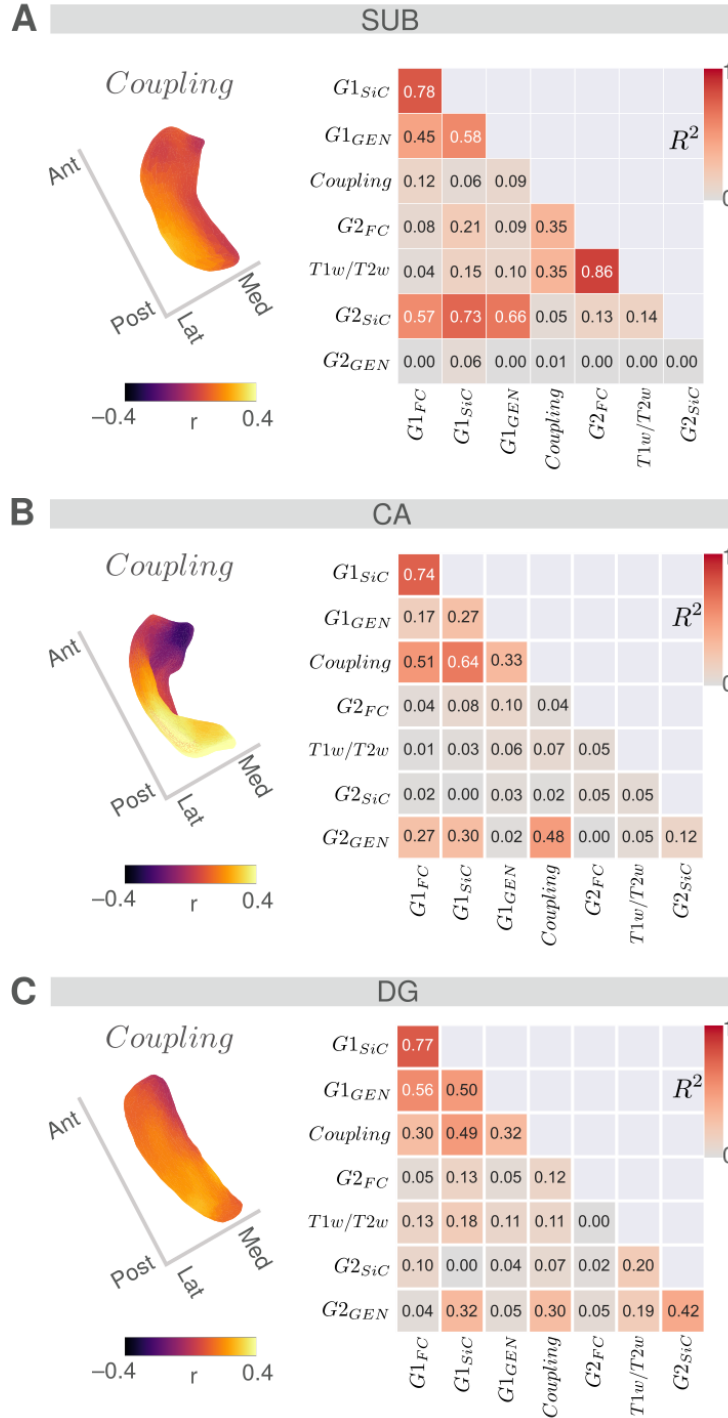 A SUB
Coupling
Ant
Post
Lat
Med
−0.4 r 0.4
1
R²
0
G1SiC 0.78
G1GEN 0.45 0.58
Coupling 0.12 0.06 0.09
G2FC 0.08 0.21 0.09 0.35
T1w/T2w 0.04 0.15 0.10 0.35 0.86
G2SiC 0.57 0.73 0.66 0.05 0.13 0.14
G2GEN 0.00 0.06 0.00 0.01 0.00 0.00 0.00
G1FC G1SiC G1GEN Coupling G2FC T1w/T2w G2SiC
B CA
Coupling
Ant
Post
Lat
Med
−0.4 r 0.4
1
R²
0
G1SiC 0.74
G1GEN 0.17 0.27
Coupling 0.51 0.64 0.33
G2FC 0.04 0.08 0.10 0.04
T1w/T2w 0.01 0.03 0.06 0.07 0.05
G2SiC 0.02 0.00 0.03 0.02 0.05 0.05
G2GEN 0.27 0.30 0.02 0.48 0.00 0.05 0.12
G1FC G1SiC G1GEN Coupling G2FC T1w/T2w G2SiC
C DG
Coupling
Ant
Post
Lat
Med
−0.4 r 0.4
1
R²
0
G1SiC 0.77
G1GEN 0.56 0.50
Coupling 0.30 0.49 0.32
G2FC 0.05 0.13 0.05 0.12
T1w/T2w 0.13 0.18 0.11 0.11 0.00
G2SiC 0.10 0.00 0.04 0.07 0.02 0.20
G2GEN 0.04 0.32 0.05 0.30 0.05 0.19 0.42
G1FC G1SiC G1GEN Coupling G2FC T1w/T2w G2SiC